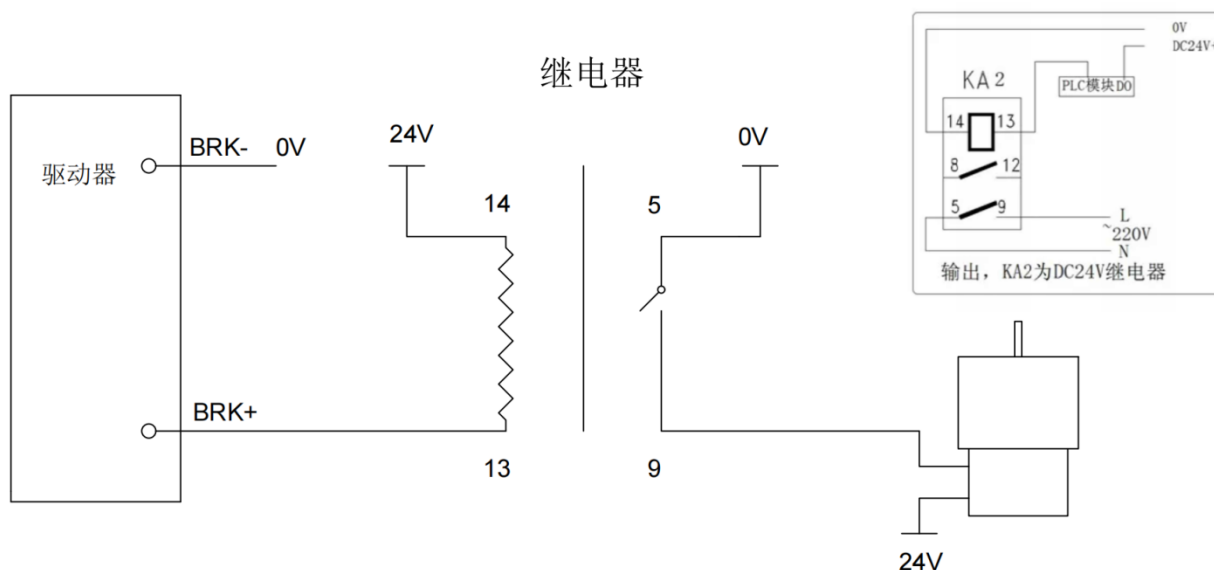 继电器
驱动器
BRK-
0V
24V
14
5
0V
BRK+
13
9
24V
0V
DC24V+
KA2
PLC模块DO
14
13
8
12
5
9
L
~220V
N
输出，KA2为DC24V继电器